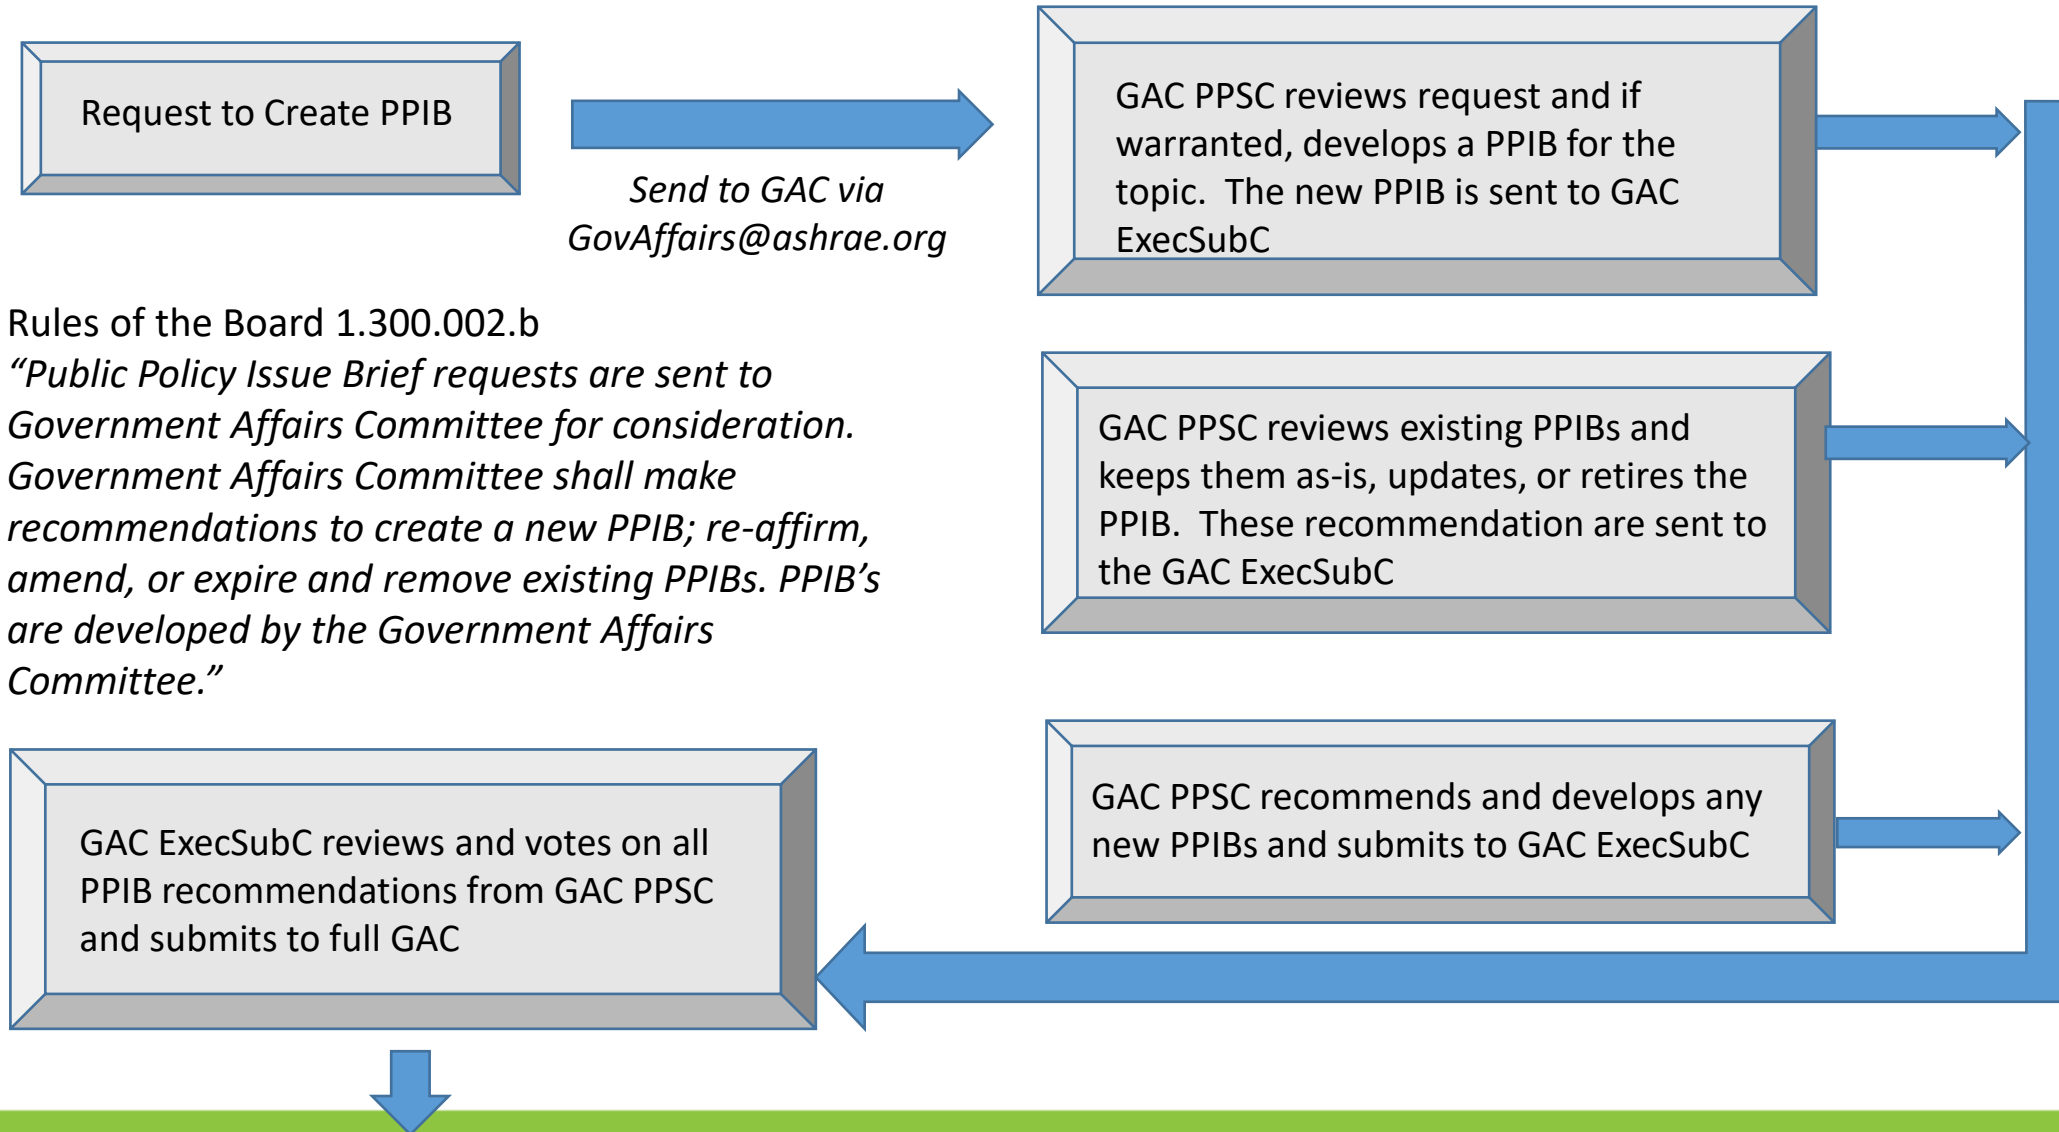 Request to Create PPIB
Send to GAC via
GovAffairs@ashrae.org
GAC PPSC reviews request and if
warranted, develops a PPIB for the
topic.  The new PPIB is sent to GAC
ExecSubC
Rules of the Board 1.300.002.b
“Public Policy Issue Brief requests are sent to
Government Affairs Committee for consideration.
Government Affairs Committee shall make
recommendations to create a new PPIB; re-affirm,
amend, or expire and remove existing PPIBs. PPIB’s
are developed by the Government Affairs
Committee.”
GAC PPSC reviews existing PPIBs and
keeps them as-is, updates, or retires the
PPIB.  These recommendation are sent to
the GAC ExecSubC
GAC PPSC recommends and develops any
new PPIBs and submits to GAC ExecSubC
GAC ExecSubC reviews and votes on all
PPIB recommendations from GAC PPSC
and submits to full GAC